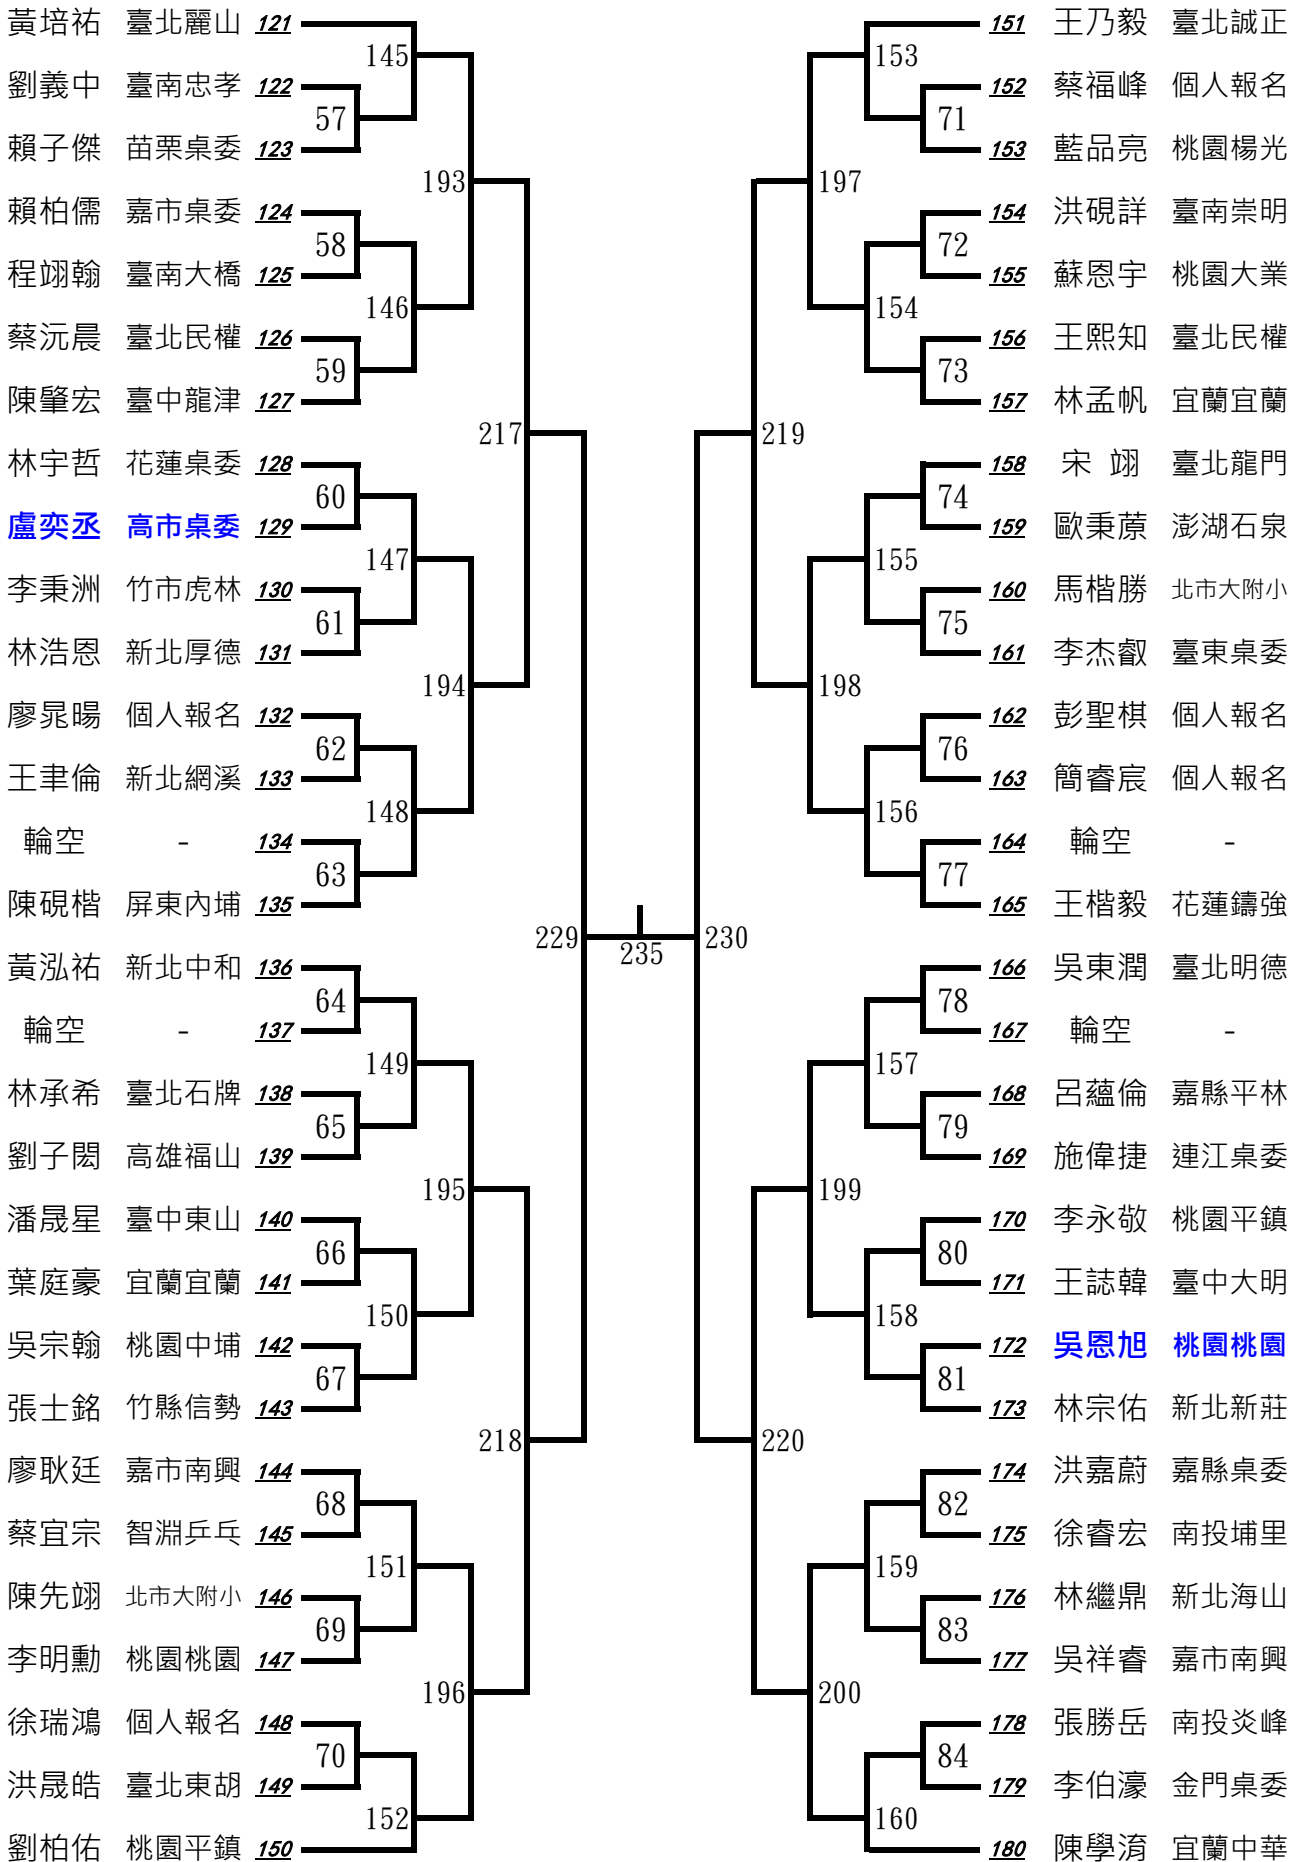 黃培祐 臺北麗山 121
145
劉義中 臺南忠孝 122
57
賴子傑 苗栗桌委 123
193
賴柏儒 嘉市桌委 124
58
程翊翰 臺南大橋 125
146
蔡沅晨 臺北民權 126
59
陳肇宏 臺中龍津 127
217
林宇哲 花蓮桌委 128
60
盧奕丞 高市桌委 129
147
李秉洲 竹市虎林 130
61
林浩恩 新北厚德 131
194
廖晁暘 個人報名 132
62
王聿倫 新北網溪 133
148
輪空 - 134
63
陳硯楷 屏東內埔 135
229
黃泓祐 新北中和 136
64
輪空 - 137
149
林承希 臺北石牌 138
65
劉子閎 高雄福山 139
195
潘晟星 臺中東山 140
66
葉庭豪 宜蘭宜蘭 141
150
吳宗翰 桃園中埔 142
67
張士銘 竹縣信勢 143
218
廖耿廷 嘉市南興 144
68
蔡宜宗 智淵乒乓 145
151
陳先翊 北市大附小 146
69
李明勳 桃園桃園 147
196
徐瑞鴻 個人報名 148
70
洪晟皓 臺北東湖 149
152
劉柏佑 桃園平鎮 150
235
151 王乃毅 臺北誠正
153
152 蔡福峰 個人報名
71
153 藍品亮 桃園楊光
197
154 洪硯詳 臺南崇明
72
155 蘇恩宇 桃園大業
154
156 王熙知 臺北民權
73
157 林孟帆 宜蘭宜蘭
219
158 宋 翊 臺北龍門
74
159 歐秉蒝 澎湖石泉
155
160 馬楷勝 北市大附小
75
161 李杰叡 臺東桌委
198
162 彭聖棋 個人報名
76
163 簡睿宸 個人報名
156
164 輪空 -
77
165 王楷毅 花蓮鑄強
230
166 吳東潤 臺北明德
78
167 輪空 -
157
168 呂蘊倫 嘉縣平林
79
169 施偉捷 連江桌委
199
170 李永敬 桃園平鎮
80
171 王誌韓 臺中大明
158
172 吳恩旭 桃園桃園
81
173 林宗佑 新北新莊
220
174 洪嘉蔚 嘉縣桌委
82
175 徐睿宏 南投埔里
159
176 林繼鼎 新北海山
83
177 吳祥睿 嘉市南興
200
178 張勝岳 南投炎峰
84
179 李伯濠 金門桌委
160
180 陳學淯 宜蘭中華